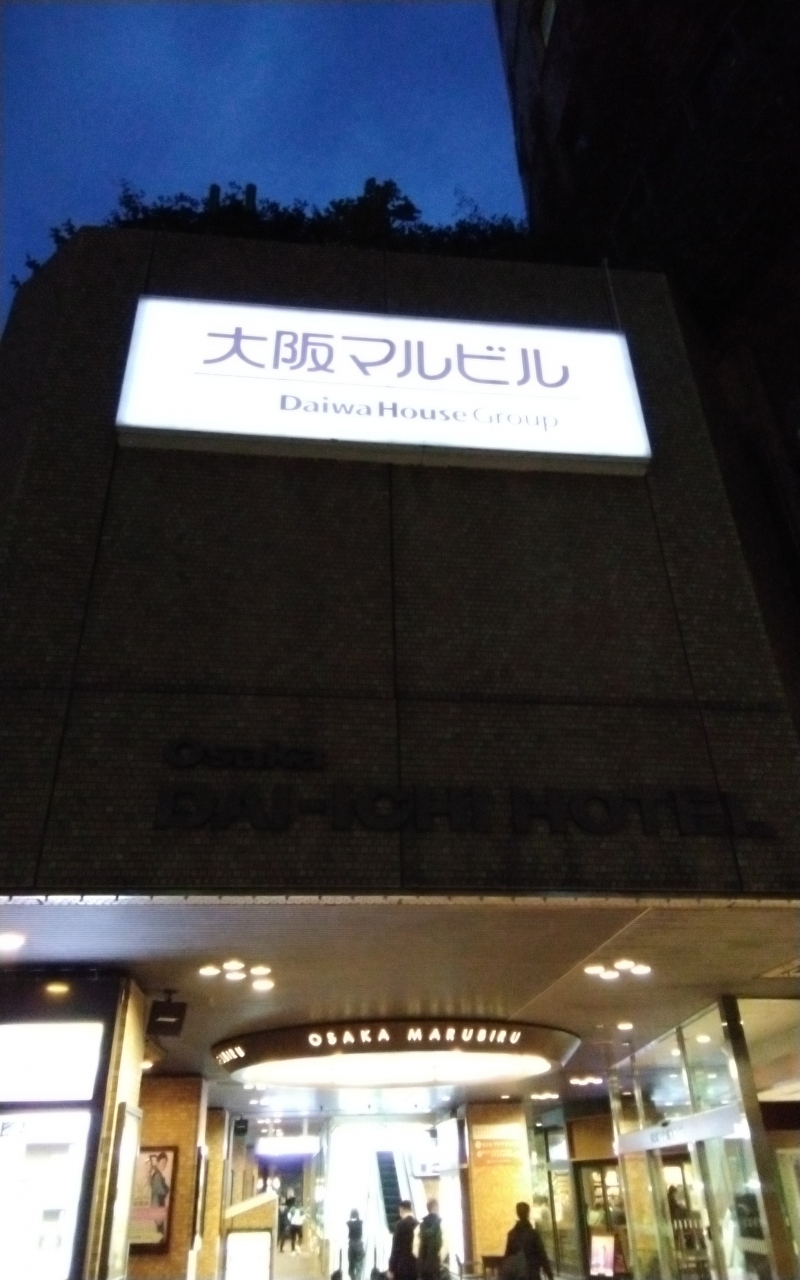 大阪マルビル
Daiwa House Group
Osaka
DAI-ICHI HOTEL
OSAKA MARUBIRU